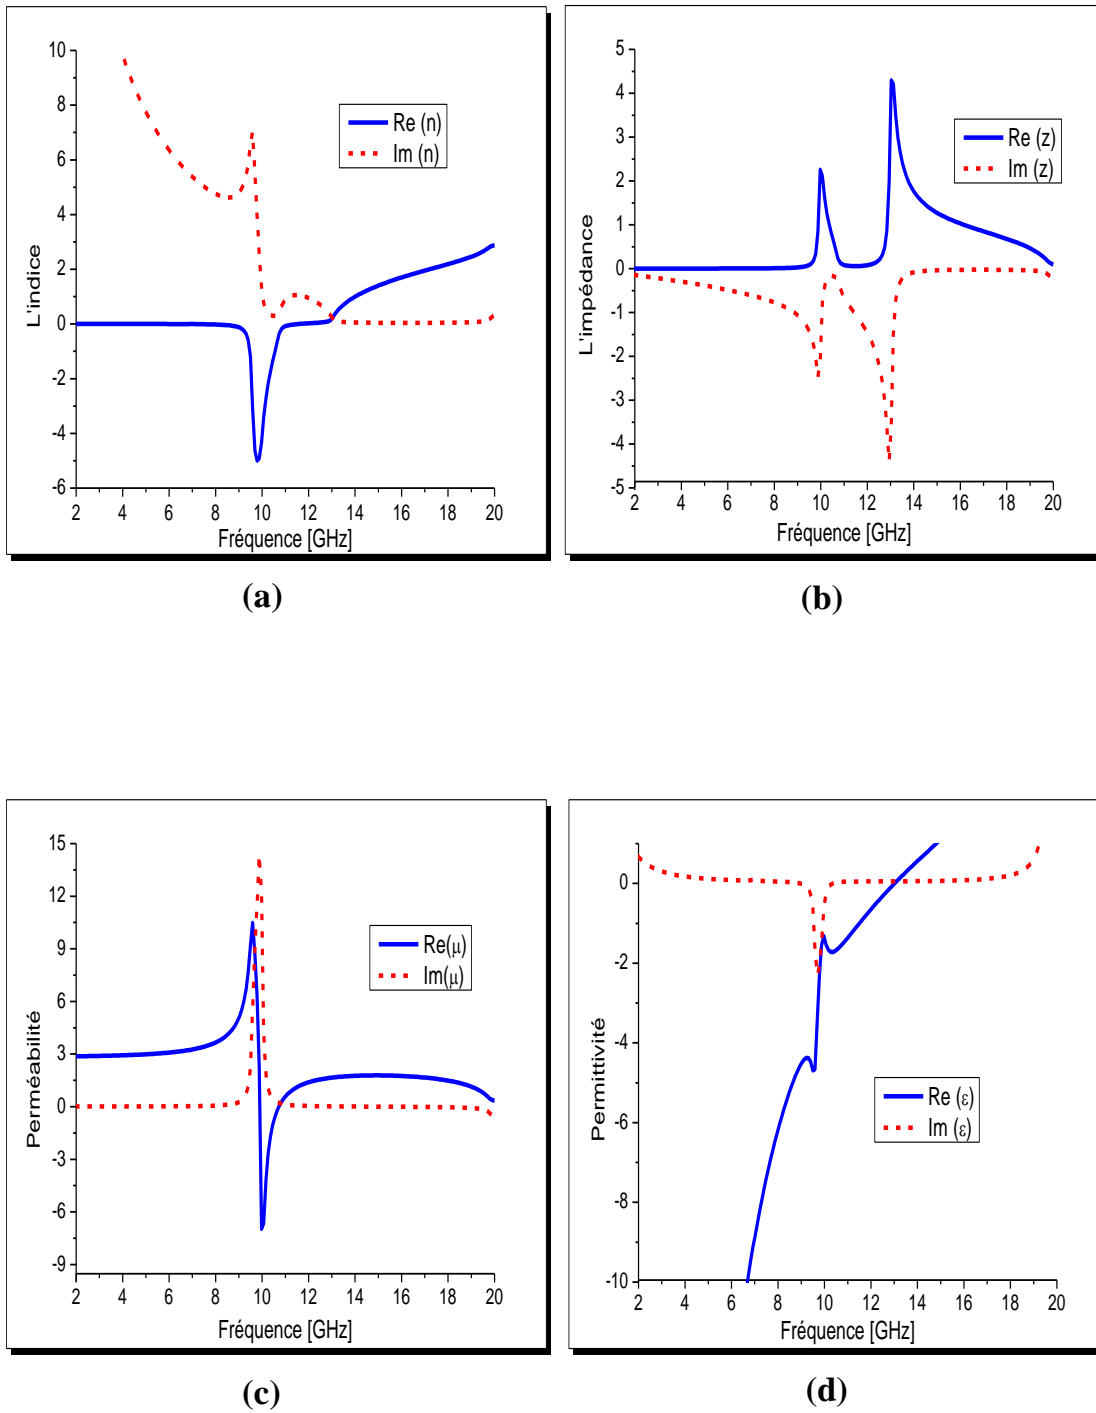 10
8
6
4
2
0
-2
-4
-6
2 4 6 8 10 12 14 16 18 20
L'indice
Fréquence [GHz]
Re (n)
Im (n)
(a)
5
4
3
2
1
0
-1
-2
-3
-4
-5
2 4 6 8 10 12 14 16 18 20
L'impédance
Fréquence [GHz]
Re (z)
Im (z)
(b)
15
12
9
6
3
0
-3
-6
-9
2 4 6 8 10 12 14 16 18 20
Perméabilité
Fréquence [GHz]
Re(μ)
Im(μ)
(c)
0
-2
-4
-6
-8
-10
2 4 6 8 10 12 14 16 18 20
Permittivité
Fréquence [GHz]
Re (ε)
Im (ε)
(d)